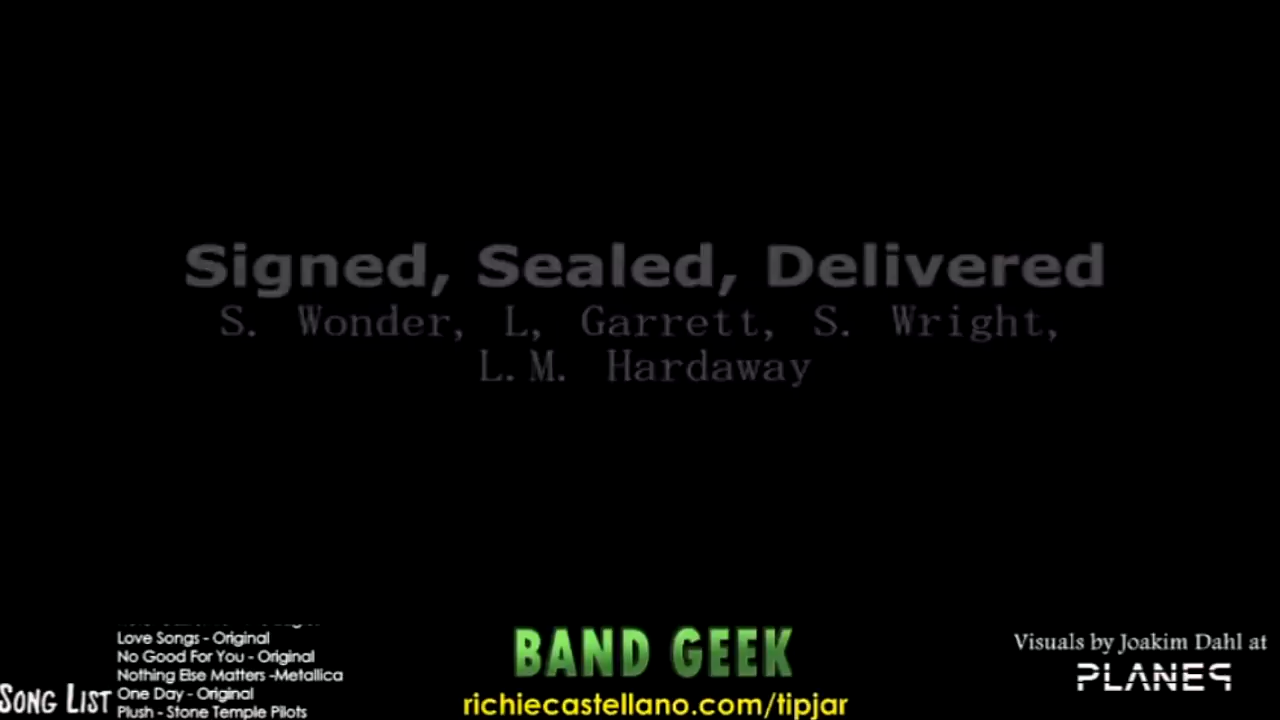 Signed, Sealed, Delivered
S. Wonder, L, Garrett, S. Wright,
L.M. Hardaway
Love Songs - Original
No Good For You - Original
Nothing Else Matters -Metallica
One Day - Original
Plush - Stone Temple Pilots
SONG LIST
BAND GEEK
richiecastellano.com/tipjar
Visuals by Joakim Dahl at
PLANE9